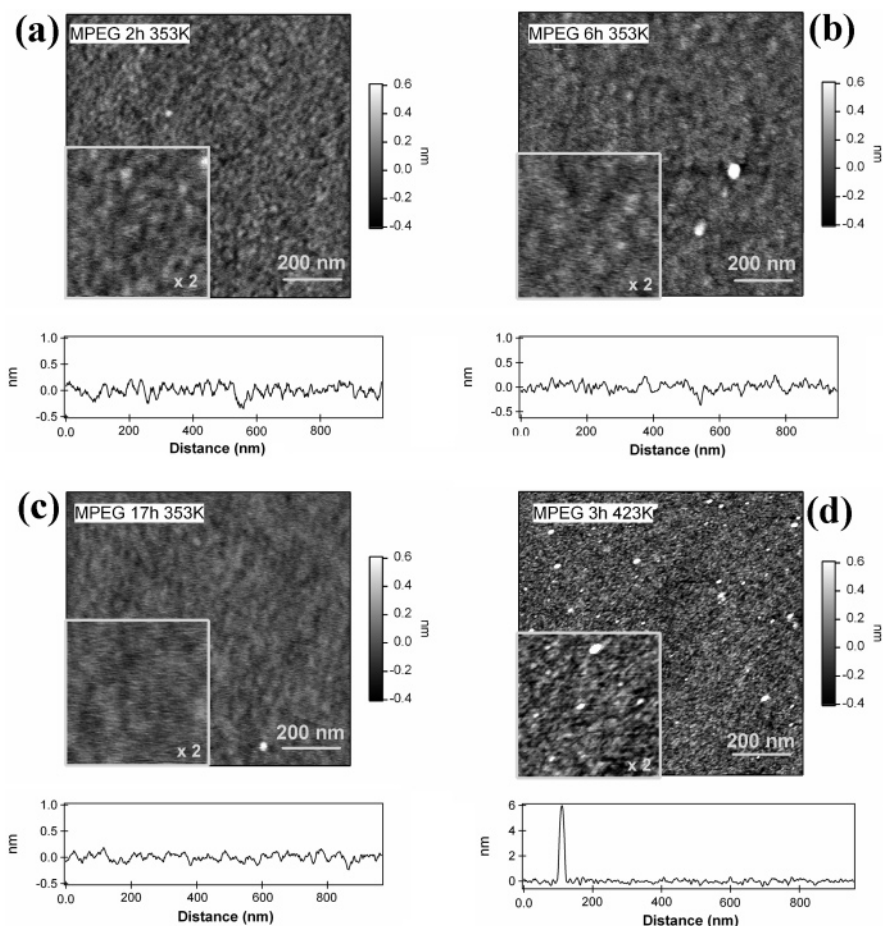 (a)
MPEG 2h 353K
0.6
0.4
0.2
0.0
-0.2
-0.4
nm
x 2
200 nm
1.0
0.5
0.0
-0.5
nm
0.0 200 400 600 800
Distance (nm)
(b)
MPEG 6h 353K
0.6
0.4
0.2
0.0
-0.2
-0.4
nm
x 2
200 nm
1.0
0.5
0.0
-0.5
nm
0.0 200 400 600 800
Distance (nm)
(c)
MPEG 17h 353K
0.6
0.4
0.2
0.0
-0.2
-0.4
nm
x 2
200 nm
1.0
0.5
0.0
-0.5
nm
0.0 200 400 600 800
Distance (nm)
(d)
MPEG 3h 423K
0.6
0.4
0.2
0.0
-0.2
-0.4
nm
x 2
200 nm
6
4
2
0
nm
0.0 200 400 600 800
Distance (nm)